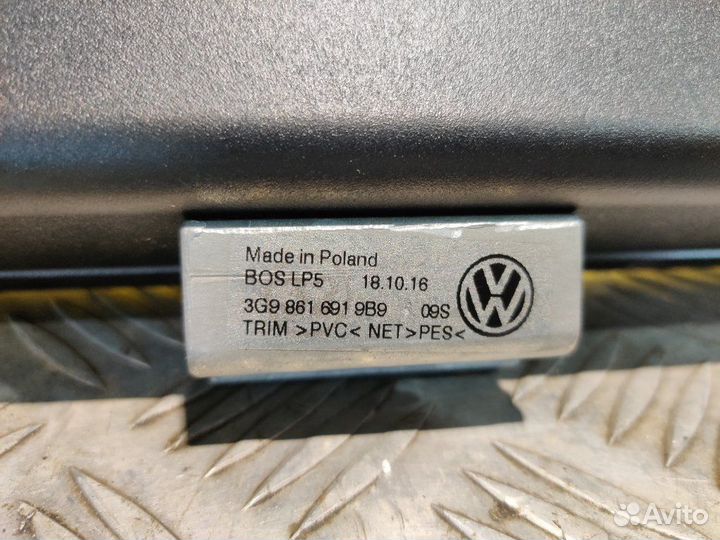 Made in Poland
BOS LP5 18.10.16
3G9 861 691 9B9 09S
TRIM >PVC< NET>PES<
Avito